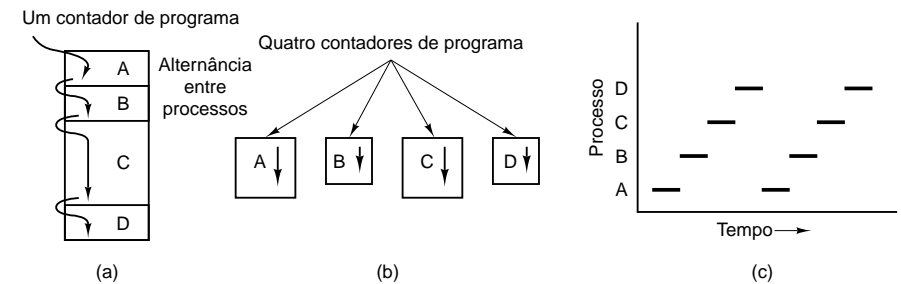 Um contador de programa
A
B
C
D
Alternância
entre
processos
(a)
Quatro contadores de programa
A
B
C
D
(b)
Processo
D
C
B
A
Tempo
(c)